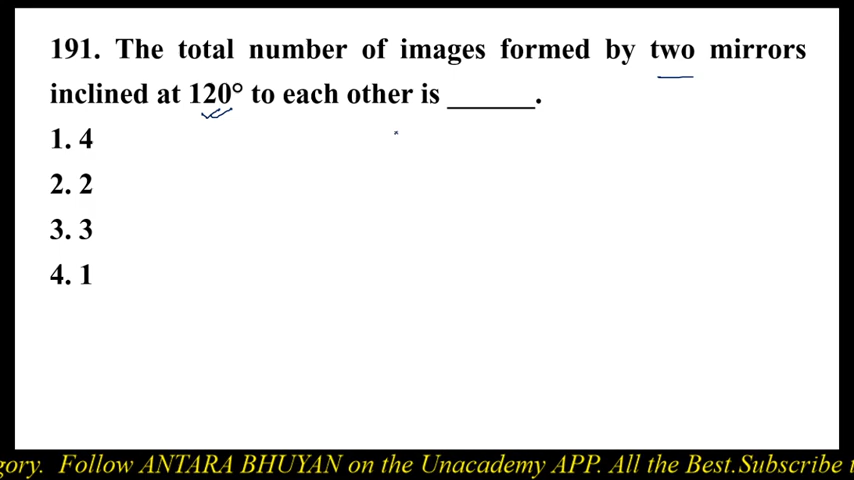 191. The total number of images formed by two mirrors
inclined at 120° to each other is ______.
1. 4
2. 2
3. 3
4. 1
gory. Follow ANTARA BHUYAN on the Unacademy APP. All the Best.Subscribe